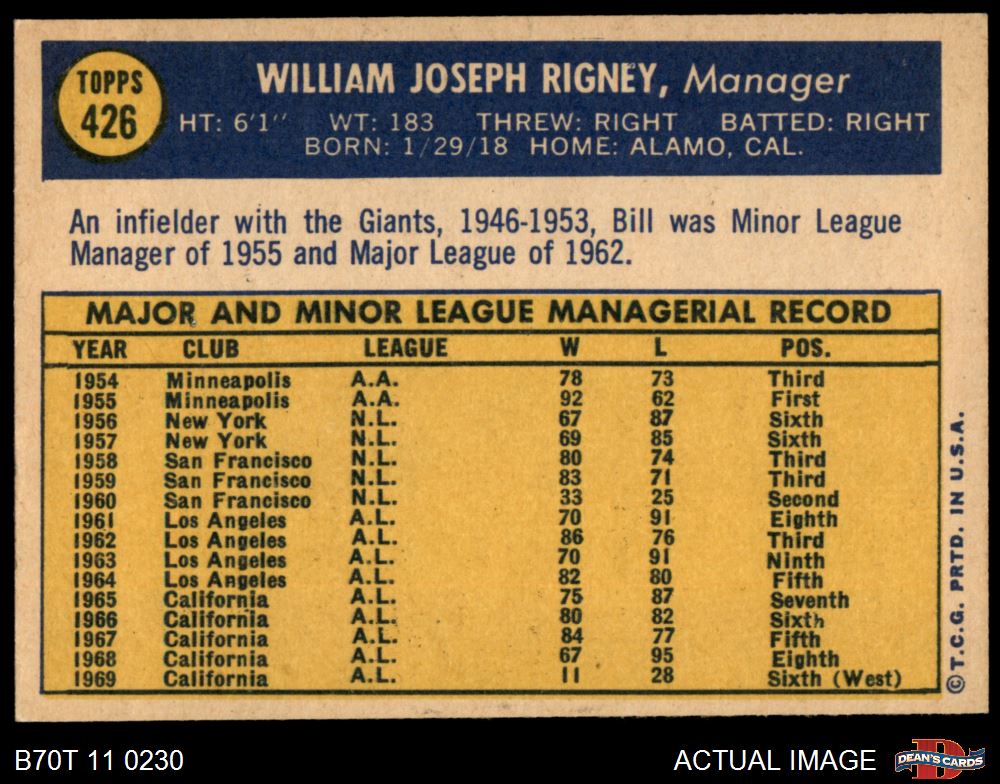 TOPPS
426
WILLIAM JOSEPH RIGNEY, Manager
HT: 6'1" WT: 183 THREW: RIGHT BATTED: RIGHT
BORN: 1/29/18 HOME: ALAMO, CAL.
An infielder with the Giants, 1946-1953, Bill was Minor League
Manager of 1955 and Major League of 1962.
MAJOR AND MINOR LEAGUE MANAGERIAL RECORD
YEAR CLUB LEAGUE W L POS.
1954 Minneapolis A.A. 78 73 Third
1955 Minneapolis A.A. 92 62 First
1956 New York N.L. 67 87 Sixth
1957 New York N.L. 69 85 Sixth
1958 San Francisco N.L. 80 74 Third
1959 San Francisco N.L. 83 71 Third
1960 San Francisco N.L. 33 25 Second
1961 Los Angeles A.L. 70 91 Eighth
1962 Los Angeles A.L. 86 76 Third
1963 Los Angeles A.L. 70 91 Ninth
1964 Los Angeles A.L. 82 80 Fifth
1965 California A.L. 75 87 Seventh
1966 California A.L. 80 82 Sixth
1967 California A.L. 84 77 Fifth
1968 California A.L. 67 95 Eighth
1969 California A.L. 11 28 Sixth (West)
©T.C.G. PRTD. IN U.S.A.
B70T 11 0230
ACTUAL IMAGE
D
DEAN'S CARDS